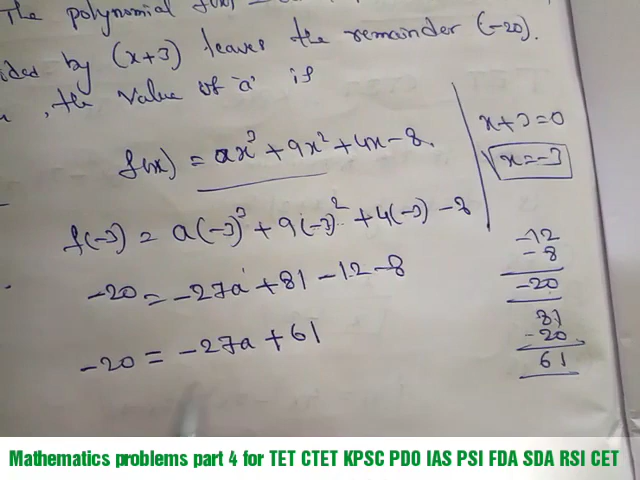 The polynomial f(x) =
ided by (x+3) leaves the remainder (-20).
, the value of 'a' is
f(x) = ax³ + 9x² + 4x - 8.
x + 3 = 0
x = -3
f(-3) = a(-3)³ + 9(-3)² + 4(-3) - 8
-20 = -27a + 81 - 12 - 8
-20 = -27a + 61
-12
-8
-20
81
-20
61
Mathematics problems part 4 for TET CTET KPSC PDO IAS PSI FDA SDA RSI CET